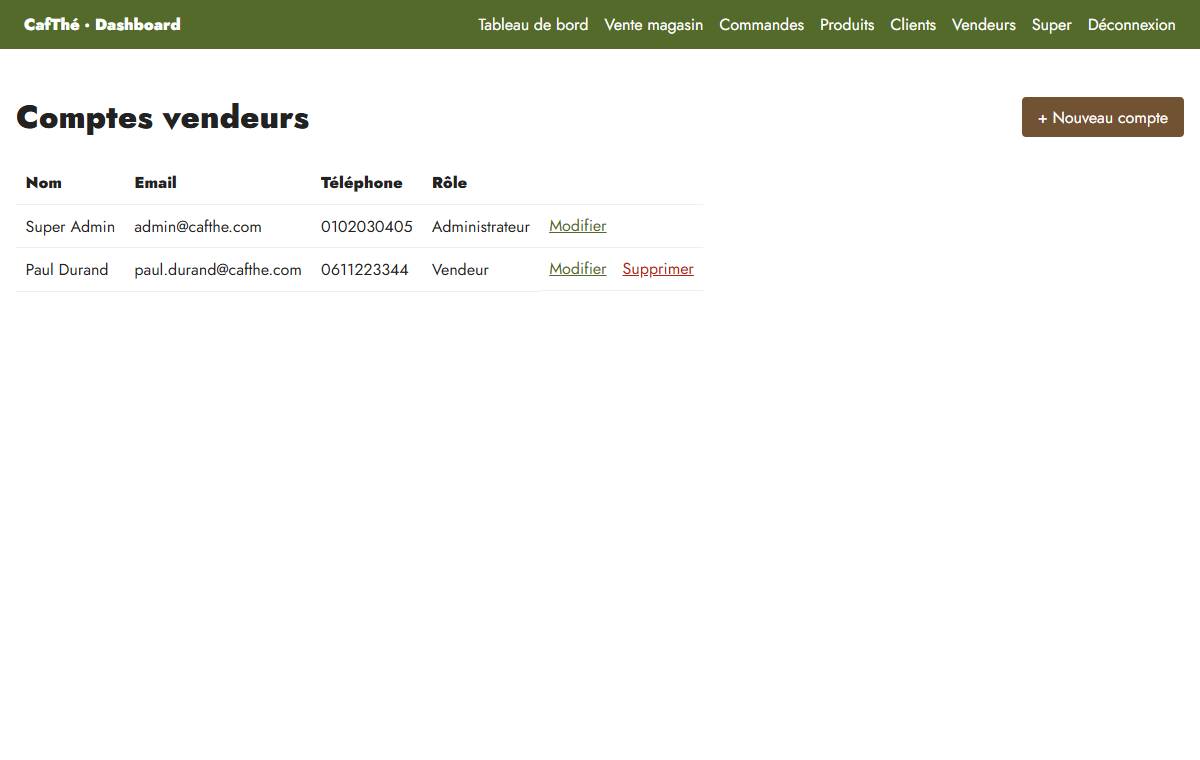 CafThé · Dashboard Tableau de bord Vente magasin Commandes Produits Clients Vendeurs Super Déconnexion
Comptes vendeurs + Nouveau compte
Nom Email Téléphone Rôle
Super Admin admin@cafthe.com 0102030405 Administrateur Modifier
Paul Durand paul.durand@cafthe.com 0611223344 Vendeur Modifier Supprimer